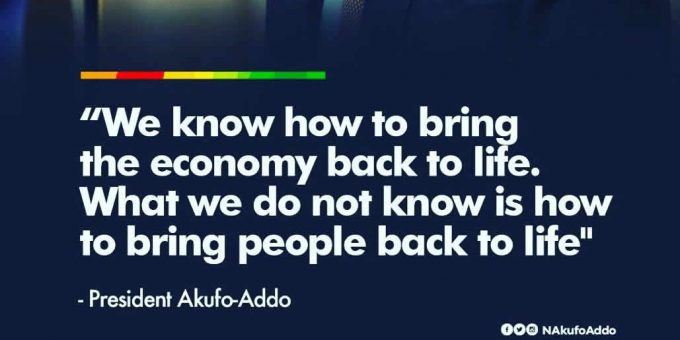 “We know how to bring
the economy back to life.
What we do not know is how
to bring people back to life"
- President Akufo-Addo
NAkufoAddo